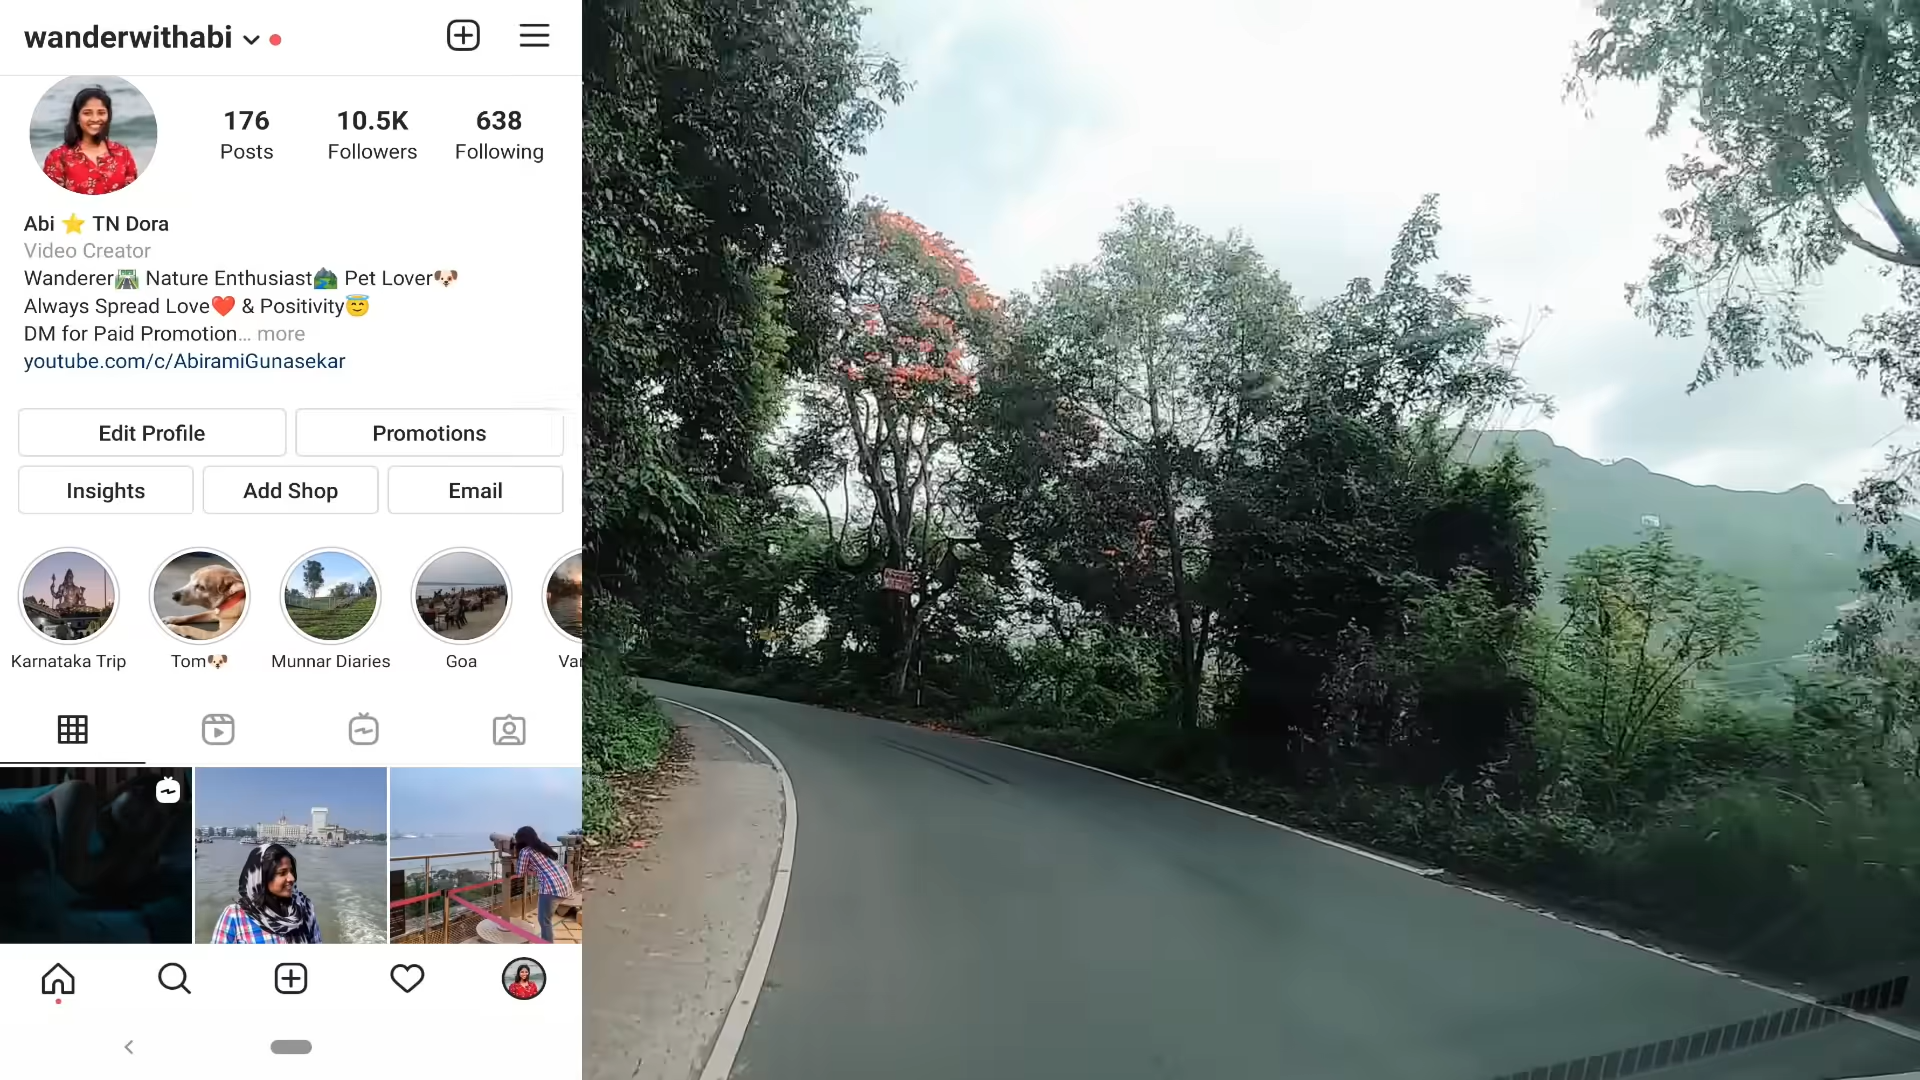 wanderwithabi
176
Posts
10.5K
Followers
638
Following
Abi ⭐ TN Dora
Video Creator
Wanderer🛣️ Nature Enthusiast🏞️ Pet Lover🐶
Always Spread Love❤️ & Positivity😇
DM for Paid Promotion... more
youtube.com/c/AbiramiGunasekar
Edit Profile
Promotions
Insights
Add Shop
Email
Karnataka Trip
Tom🐶
Munnar Diaries
Goa